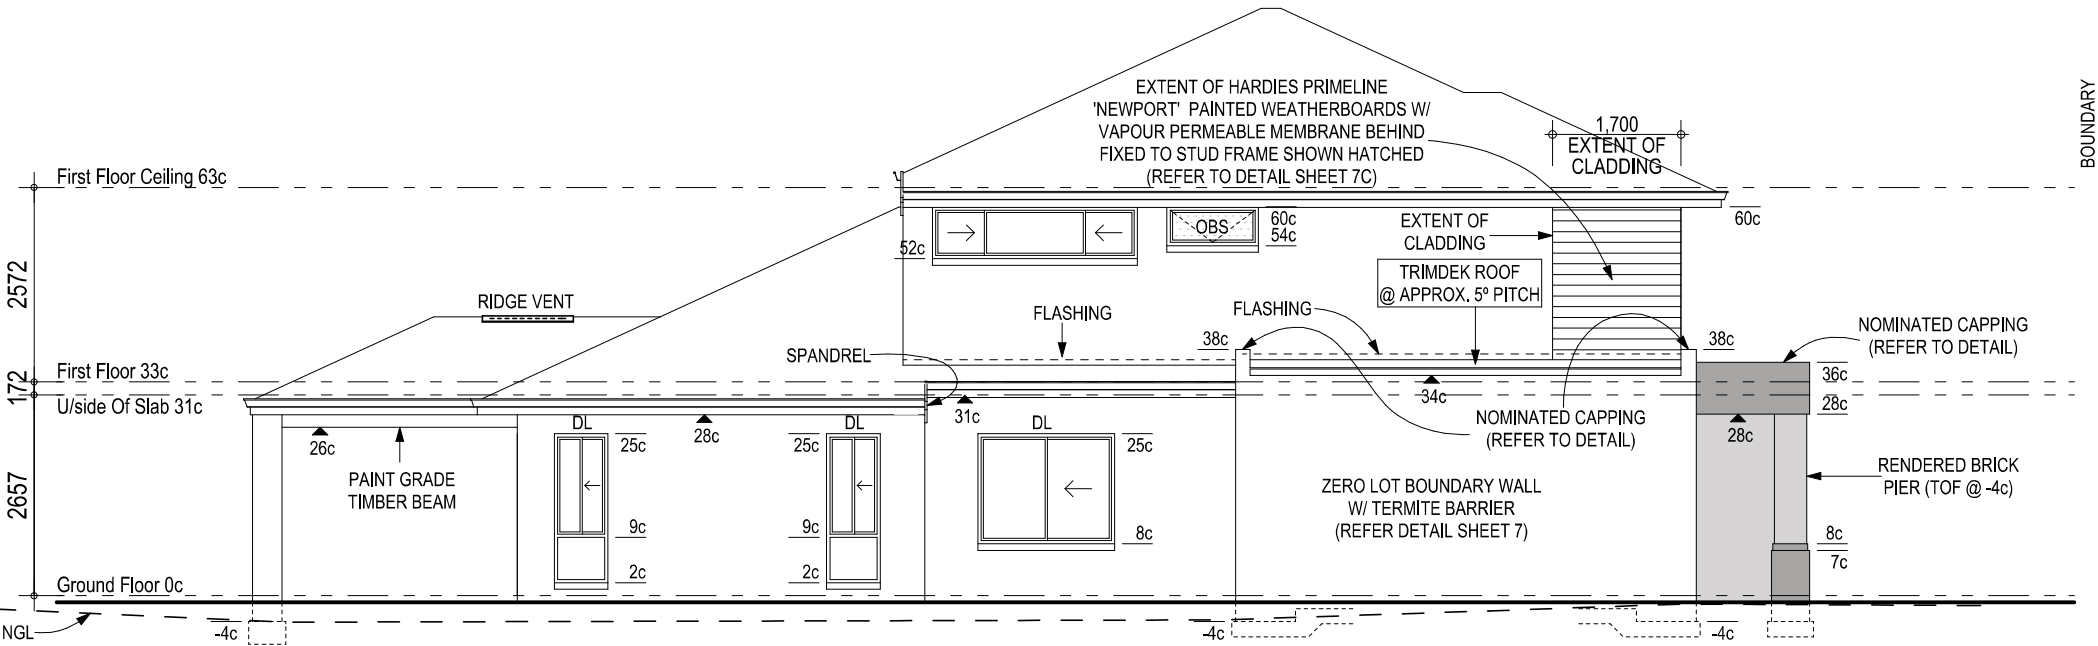 EXTENT OF HARDIES PRIMELINE
'NEWPORT' PAINTED WEATHERBOARDS W/
VAPOUR PERMEABLE MEMBRANE BEHIND
FIXED TO STUD FRAME SHOWN HATCHED
(REFER TO DETAIL SHEET 7C)
1,700
EXTENT OF
CLADDING
BOUNDARY
First Floor Ceiling 63c
2572
60c
54c
OBS
52c
EXTENT OF
CLADDING
60c
TRIMDEK ROOF
@ APPROX. 5º PITCH
RIDGE VENT
FLASHING
FLASHING
38c
38c
NOMINATED CAPPING
(REFER TO DETAIL)
SPANDREL
First Floor 33c
172
U/side Of Slab 31c
36c
28c
34c
31c
28c
26c
28c
NOMINATED CAPPING
(REFER TO DETAIL)
DL
25c
25c
DL
DL
25c
PAINT GRADE
TIMBER BEAM
2657
ZERO LOT BOUNDARY WALL
W/ TERMITE BARRIER
(REFER DETAIL SHEET 7)
RENDERED BRICK
PIER (TOF @ -4c)
9c
9c
8c
8c
7c
2c
2c
Ground Floor 0c
NGL
-4c
-4c
-4c